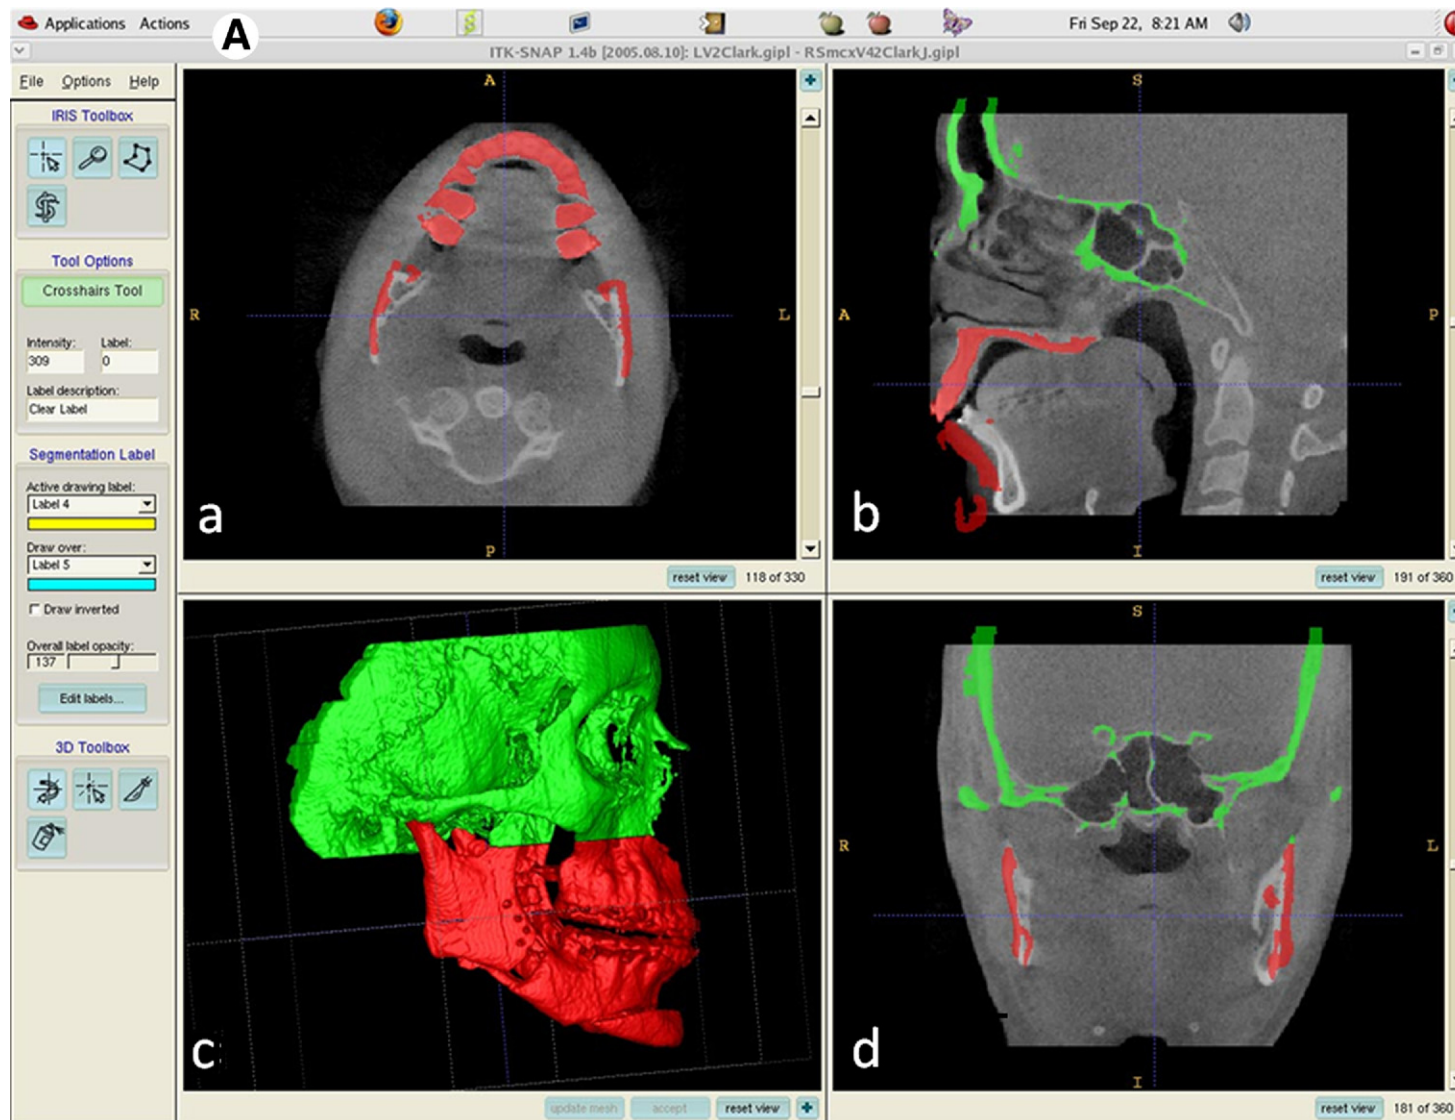 Applications Actions
A
Fri Sep 22, 8:21 AM
ITK-SNAP 1.4b [2005.08.10]: LV2Clark.gipl - RSmcxV42ClarkJ.gipl
File Options Help
IRIS Toolbox
Tool Options
Crosshairs Tool
Intensity: Label:
309 0
Label description:
Clear Label
Segmentation Label
Active drawing label:
Label 4
Draw over:
Label 5
Draw inverted
Overall label opacity:
137
Edit labels...
3D Toolbox
A
R
L
a
P
reset view 118 of 330
S
A
P
b
I
reset view 191 of 360
c
update mesh accept reset view
S
R
L
d
I
reset view 181 of 360